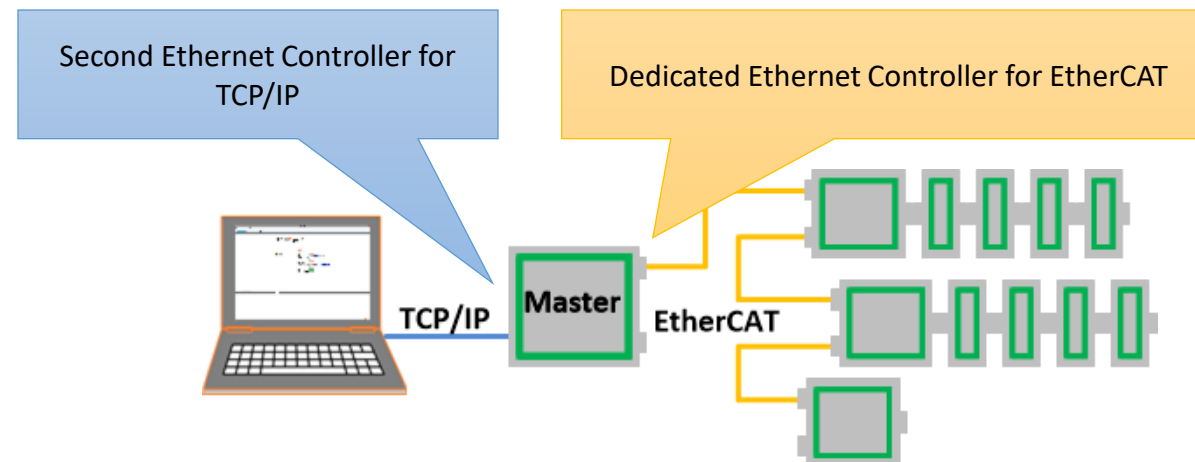 Second Ethernet Controller for
TCP/IP
Dedicated Ethernet Controller for EtherCAT
TCP/IP
Master
EtherCAT